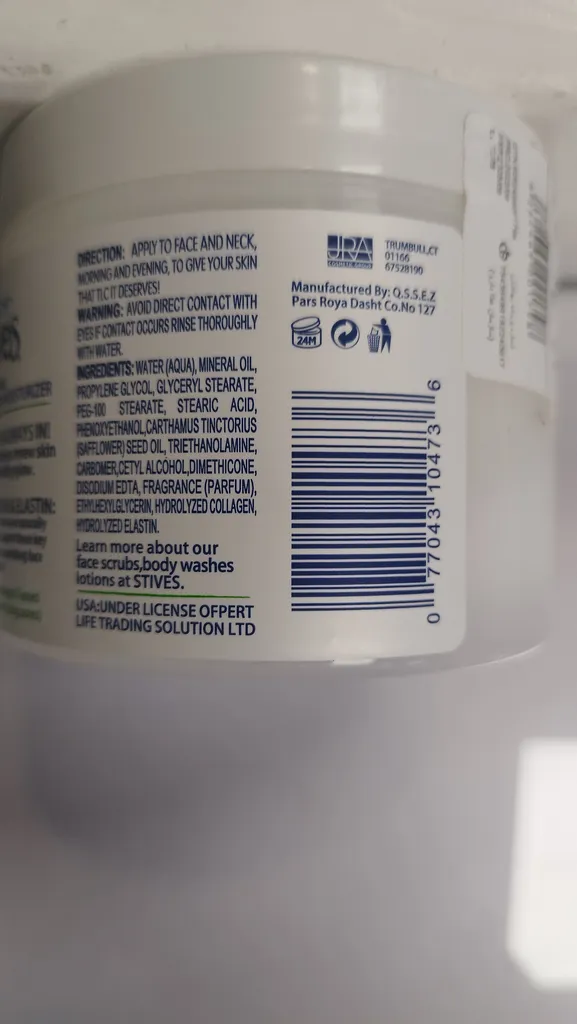 DIRECTION: APPLY TO FACE AND NECK,
MORNING AND EVENING, TO GIVE YOUR SKIN
THAT TLC IT DESERVES!
WARNING: AVOID DIRECT CONTACT WITH
EYES IF CONTACT OCCURS RINSE THOROUGHLY
WITH WATER.
INGREDIENTS: WATER (AQUA), MINERAL OIL,
PROPYLENE GLYCOL, GLYCERYL STEARATE,
PEG-100 STEARATE, STEARIC ACID,
PHENOXYETHANOL,CARTHAMUS TINCTORIUS
(SAFFLOWER) SEED OIL, TRIETHANOLAMINE,
CARBOMER,CETYL ALCOHOL,DIMETHICONE,
DISODIUM EDTA, FRAGRANCE (PARFUM),
ETHYLHEXYLGLYCERIN, HYDROLYZED COLLAGEN,
HYDROLYZED ELASTIN.
Learn more about our
face scrubs,body washes
lotions at STIVES.
USA:UNDER LICENSE OFPERT
LIFE TRADING SOLUTION LTD
JRA
COSMETIC GROUP
TRUMBULL,CT
01166
67528190
Manufactured By: Q.S.S.E.Z
Pars Roya Dasht Co.No 127
24M
0 77043 10473 6
ELASTIN:
skin